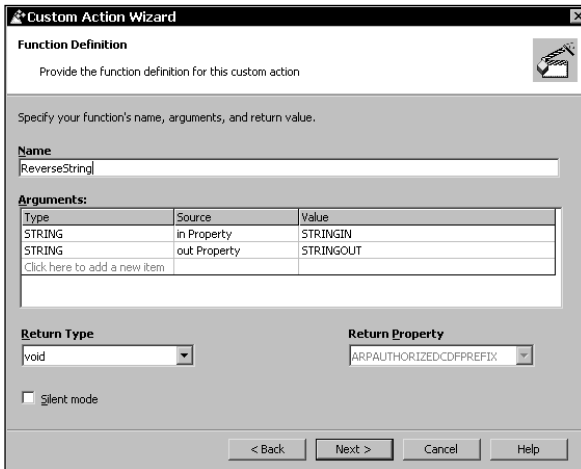 Custom Action Wizard
Function Definition
Provide the function definition for this custom action
Specify your function's name, arguments, and return value.
Name
ReverseString
Arguments:
Type Source Value
STRING in Property STRINGIN
STRING out Property STRINGOUT
Click here to add a new item
Return Type Return Property
void ARPAUTHORIZEDCDFPREFIX
Silent mode
< Back Next > Cancel Help